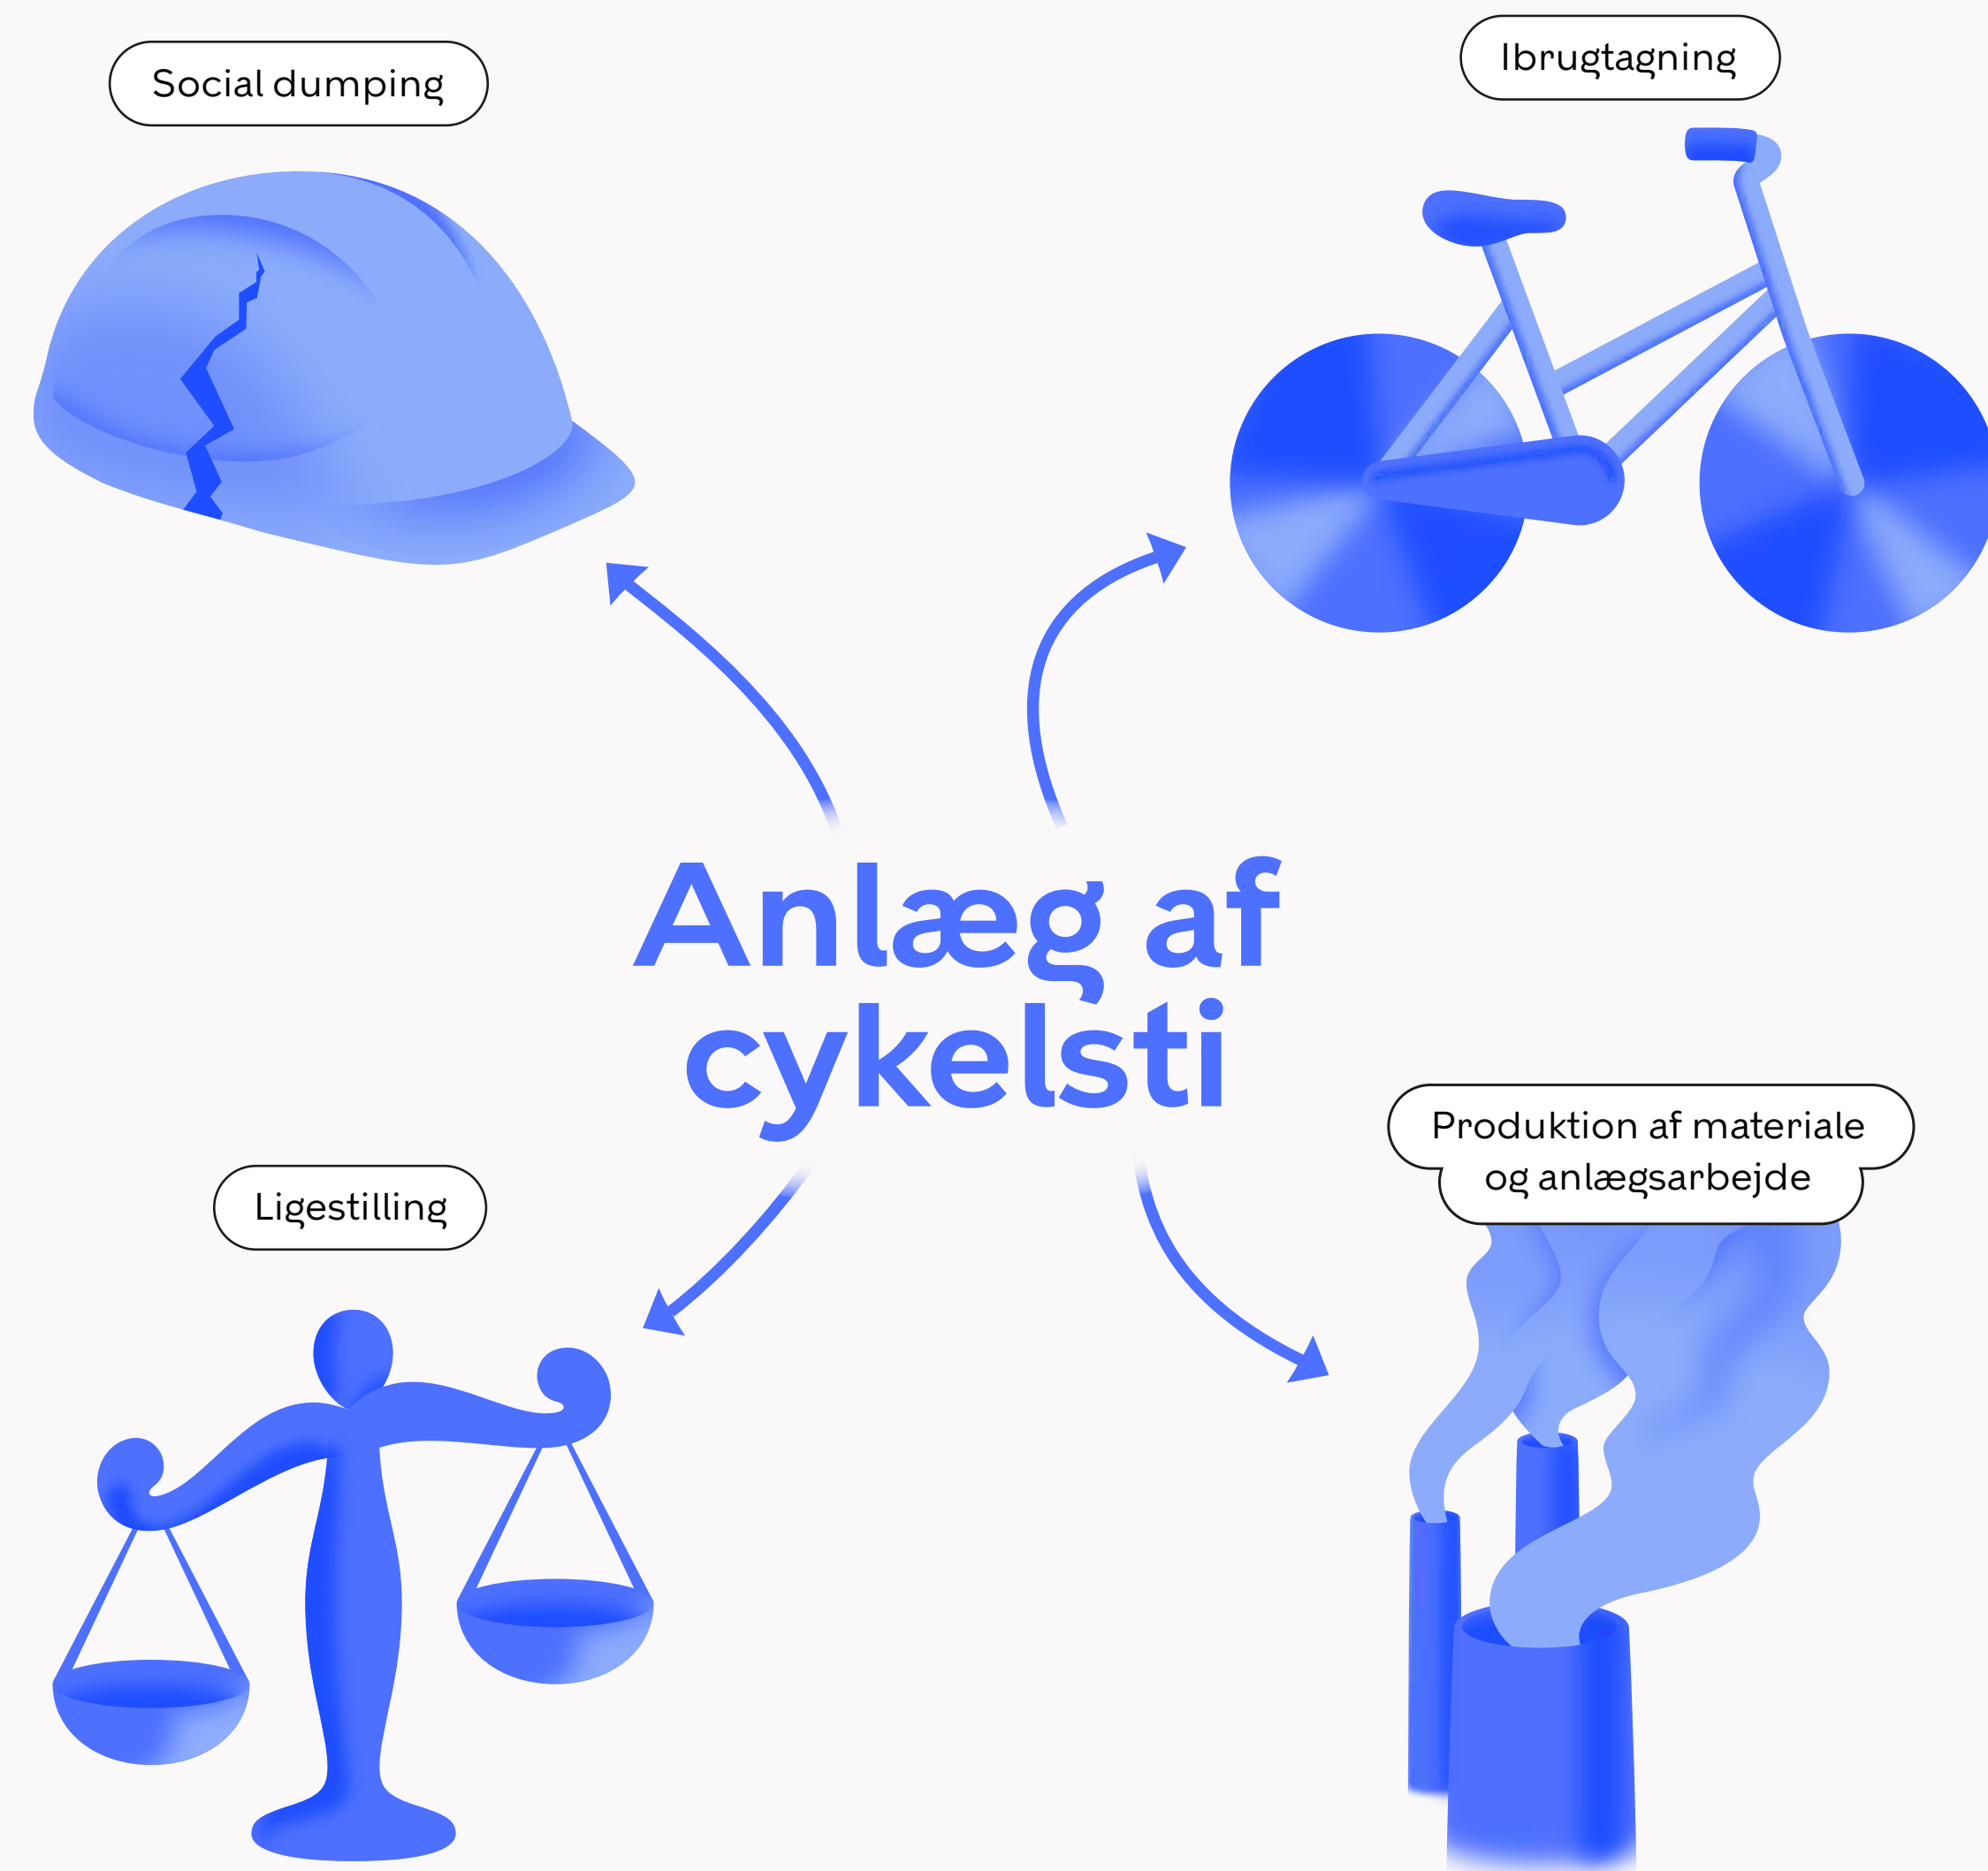 Social dumping
Ibrugtagning
Anlæg af
cykelsti
Ligestilling
Produktion af materiale
og anlægsarbejde